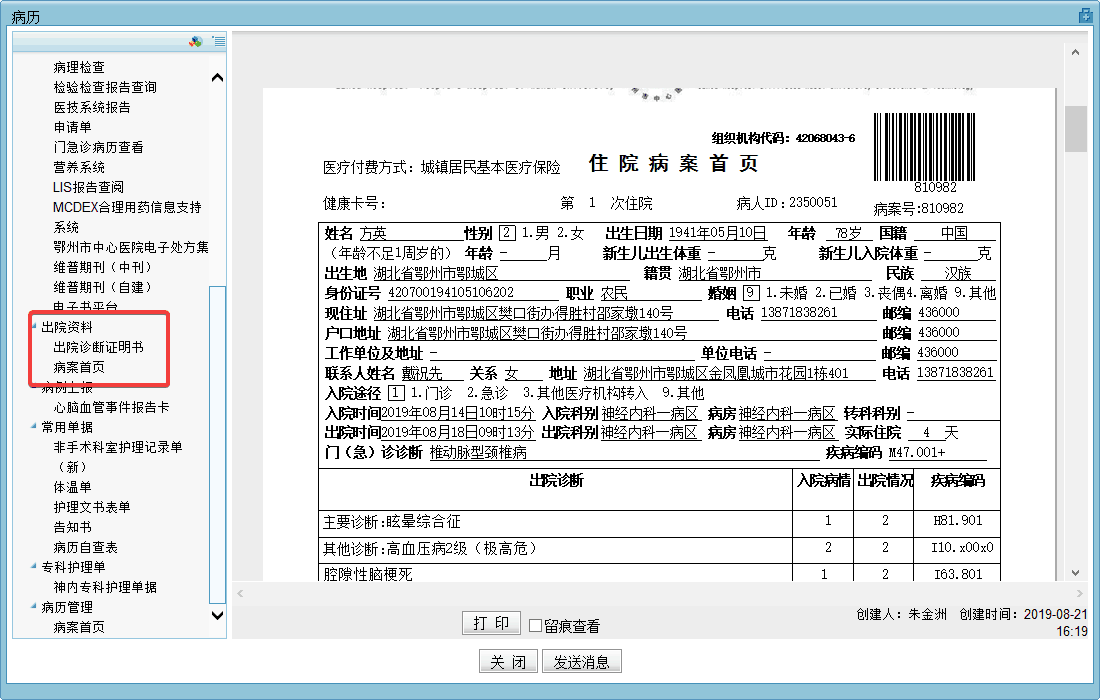 病历
病理检查
检验检查报告查询
医技系统报告
申请单
门急诊病历查看
营养系统
LIS报告查阅
MCDEX合理用药信息支持
系统
鄂州市中心医院电子处方集
维普期刊（中刊）
维普期刊（自建）
电子书平台
出院资料
出院诊断证明书
病案首页
病例上报
心脑血管事件报告卡
常用单据
非手术科室护理记录单
（新）
体温单
护理文书表单
告知书
病历自查表
专科护理单
神内专科护理单据
病历管理
病案首页
组织机构代码：42068043-6
医疗付费方式：城镇居民基本医疗保险 住院病案首页
810982
健康卡号： 第 1 次住院 病人ID：2350051
病案号:810982
姓名 方英 性别 2 1.男 2.女 出生日期 1941年05月10日 年龄 78岁 国籍 中国
（年龄不足1周岁的） 年龄 - 月 新生儿出生体重 - 克 新生儿入院体重 - 克
出生地 湖北省鄂州市鄂城区 籍贯 湖北省鄂州市 民族 汉族
身份证号 420700194105106202 职业 农民 婚姻 9 1.未婚 2.已婚 3.丧偶4.离婚 9.其他
现住址 湖北省鄂州市鄂城区樊口街办得胜村邵家墩140号 电话 13871838261 邮编 436000
户口地址 湖北省鄂州市鄂城区樊口街办得胜村邵家墩140号 邮编 436000
工作单位及地址 - 单位电话 - 邮编 436000
联系人姓名 戴祝先 关系 女 地址 湖北省鄂州市鄂城区金凤凰城市花园1栋401 电话 13871838261
入院途径 1 1.门诊 2.急诊 3.其他医疗机构转入 9.其他
入院时间2019年08月14日10时15分 入院科别 神经内科一病区 病房 神经内科一病区 转科科别 -
出院时间2019年08月18日09时13分 出院科别 神经内科一病区 病房 神经内科一病区 实际住院 4 天
门（急）诊诊断 椎动脉型颈椎病 疾病编码 M47.001+
出院诊断 入院病情 出院情况 疾病编码
主要诊断:眩晕综合征 1 2 H81.901
其他诊断:高血压病2级（极高危） 2 2 I10.x00x0
腔隙性脑梗死 1 2 I63.801
打 印 留痕查看
创建人：朱金洲 创建时间：2019-08-21
16:19
关 闭 发送消息